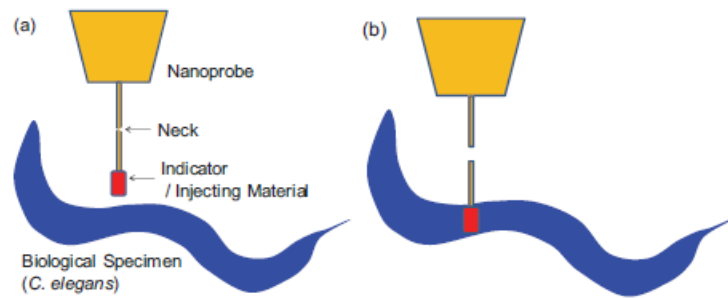 (a)
(b)
Nanoprobe
Neck
Indicator
/ Injecting Material
Biological Specimen
(C. elegans)